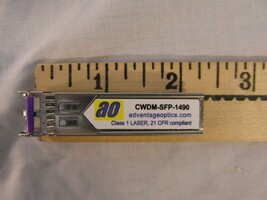 1 2 3
ao
CWDM-SFP-1490
advantageoptics.com
Class 1 LASER, 21 CFR compliant